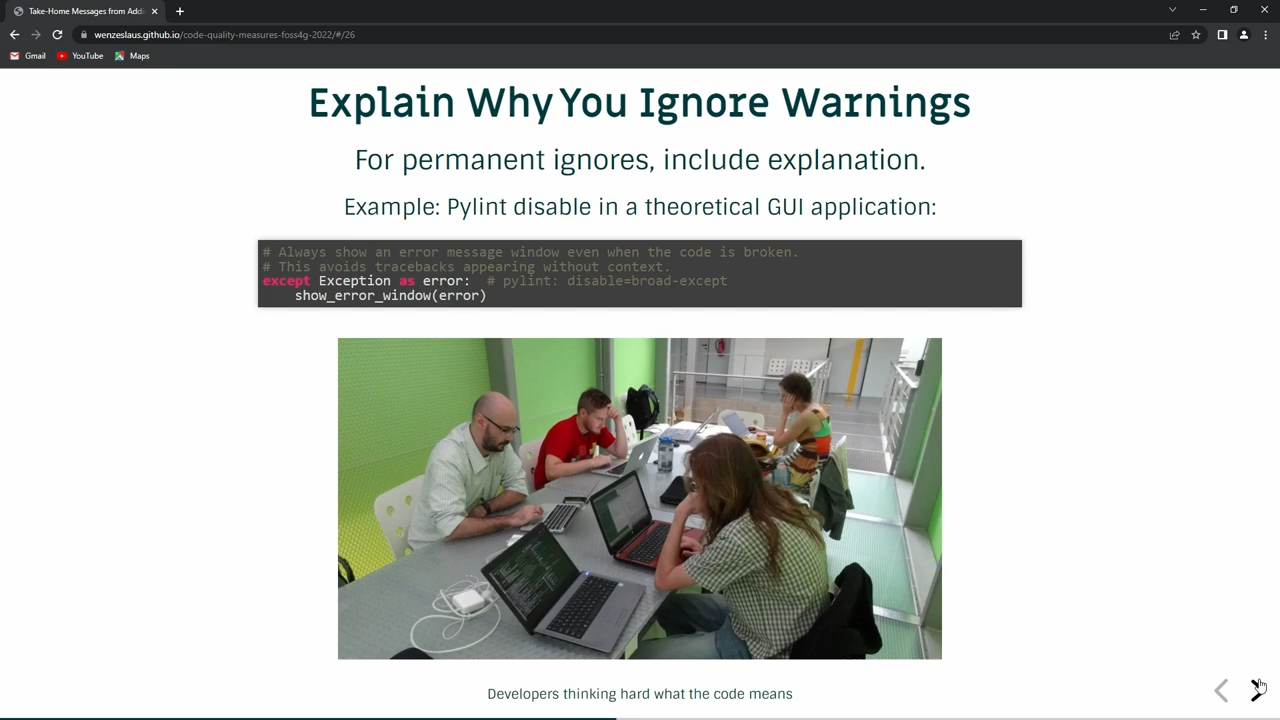 Take-Home Messages from Addi
wenzeslaus.github.io/code-quality-measures-foss4g-2022/#/26
Gmail YouTube Maps
Explain Why You Ignore Warnings
For permanent ignores, include explanation.
Example: Pylint disable in a theoretical GUI application:
# Always show an error message window even when the code is broken.
# This avoids tracebacks appearing without context.
except Exception as error:  # pylint: disable=broad-except
    show_error_window(error)
Developers thinking hard what the code means